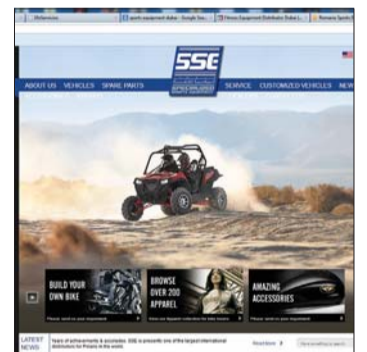 sports equipment dubai - Google Sea...
Fitness Equipment Distributor Dubai |...
SSE
SPECIALIZED
SPORTS EQUIPMENT
ABOUT US VEHICLES SPARE PARTS SERVICE CUSTOMIZED VEHICLES NEW
BUILD YOUR
OWN BIKE
BROWSE
OVER 200
APPAREL
AMAZING
ACCESSORIES
LATEST
NEWS
Years of achievements & accolades. SSE is presently one of the largest international
distributors for Polaris in the world.
Read More